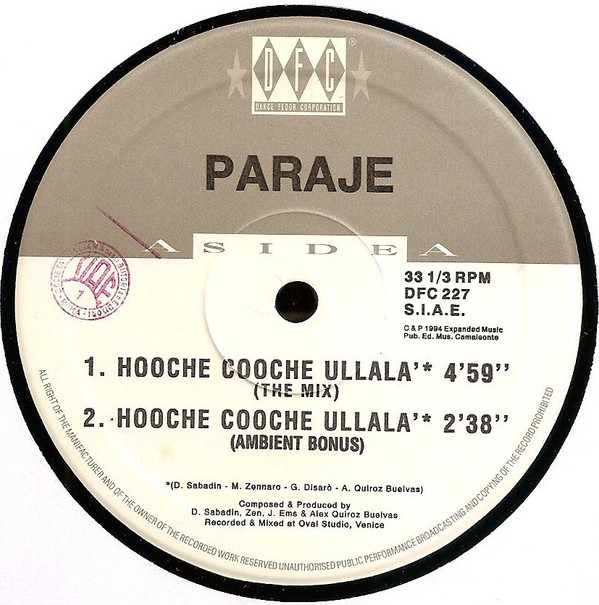 DFC
®
DANCE FLOOR CORPORATION
PARAJE
A SIDE A
33 1/3 RPM
DFC 227
S.I.A.E.
C & P 1994 Expanded Music
Pub. Ed. Mus. Camaleonte
1. HOOCHE COOCHE ULLALA'* 4'59''
(THE MIX)
2. HOOCHE COOCHE ULLALA'* 2'38''
(AMBIENT BONUS)
*(D. Sabadin - M. Zennaro - G. Disarò - A. Quiroz Buelvas)
Composed & Produced by
D. Sabadin, Zen, J. Ems & Alex Quiroz Buelvas
Recorded & Mixed at Oval Studio, Venice
ALL RIGHT OF THE MANIFACTURER AND OF THE OWNER OF THE RECORDED WORK RESERVED UNAUTHORISED PUBLIC PERFORMANCE BROADCASTING AND COPYING OF THE RECORD PROHIBITED